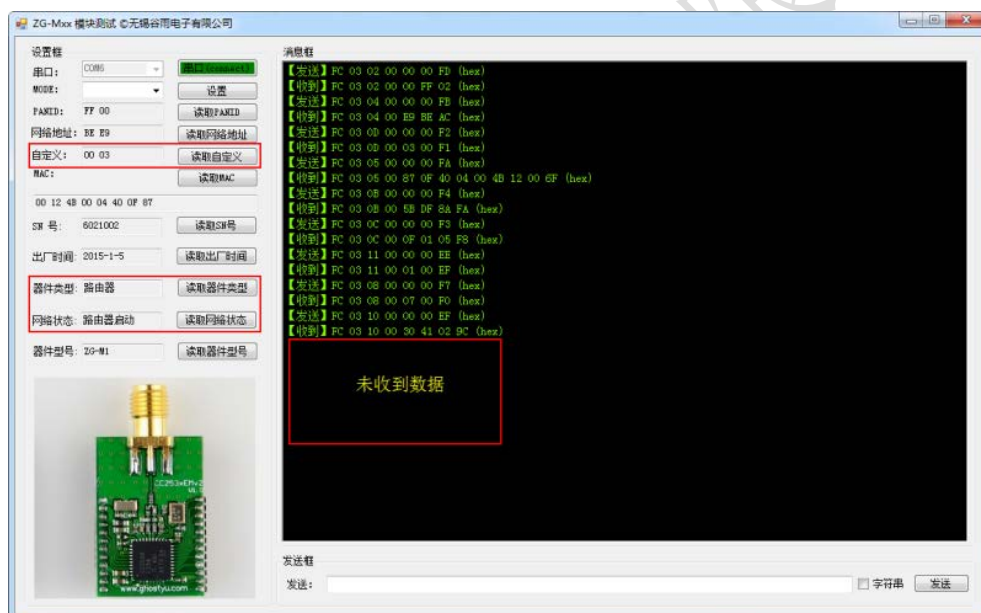 ZG-Mxx 模块测试 ©无锡谷雨电子有限公司
设置框
串口: COM6 串口(connect)
MODE: 设置
PANID: FF 00 读取PANID
网络地址: BE E9 读取网络地址
自定义: 00 03 读取自定义
MAC: 读取MAC
00 12 4B 00 04 40 0F 87
SN 号: 6021002 读取SN号
出厂时间: 2015-1-5 读取出厂时间
器件类型: 路由器 读取器件类型
网络状态: 路由器启动 读取网络状态
器件型号: ZG-M1 读取器件型号
CC253xEMv2
V1.
www.ghostyu.com
消息框
【发送】FC 03 02 00 00 00 FD (hex)
【收到】FC 03 02 00 00 FF 02 (hex)
【发送】FC 03 04 00 00 00 FB (hex)
【收到】FC 03 04 00 E9 BE AC (hex)
【发送】FC 03 0D 00 00 00 F2 (hex)
【收到】FC 03 0D 00 03 00 F1 (hex)
【发送】FC 03 05 00 00 00 FA (hex)
【收到】FC 03 05 00 87 0F 40 04 00 4B 12 00 6F (hex)
【发送】FC 03 0B 00 00 00 F4 (hex)
【收到】FC 03 0B 00 5B DF 8A FA (hex)
【发送】FC 03 0C 00 00 00 F3 (hex)
【收到】FC 03 0C 00 0F 01 05 F8 (hex)
【发送】FC 03 11 00 00 00 EE (hex)
【收到】FC 03 11 00 01 00 EF (hex)
【发送】FC 03 08 00 00 00 F7 (hex)
【收到】FC 03 08 00 07 00 F0 (hex)
【发送】FC 03 10 00 00 00 EF (hex)
【收到】FC 03 10 00 30 41 02 9C (hex)
未收到数据
发送框
发送: 字符串 发送